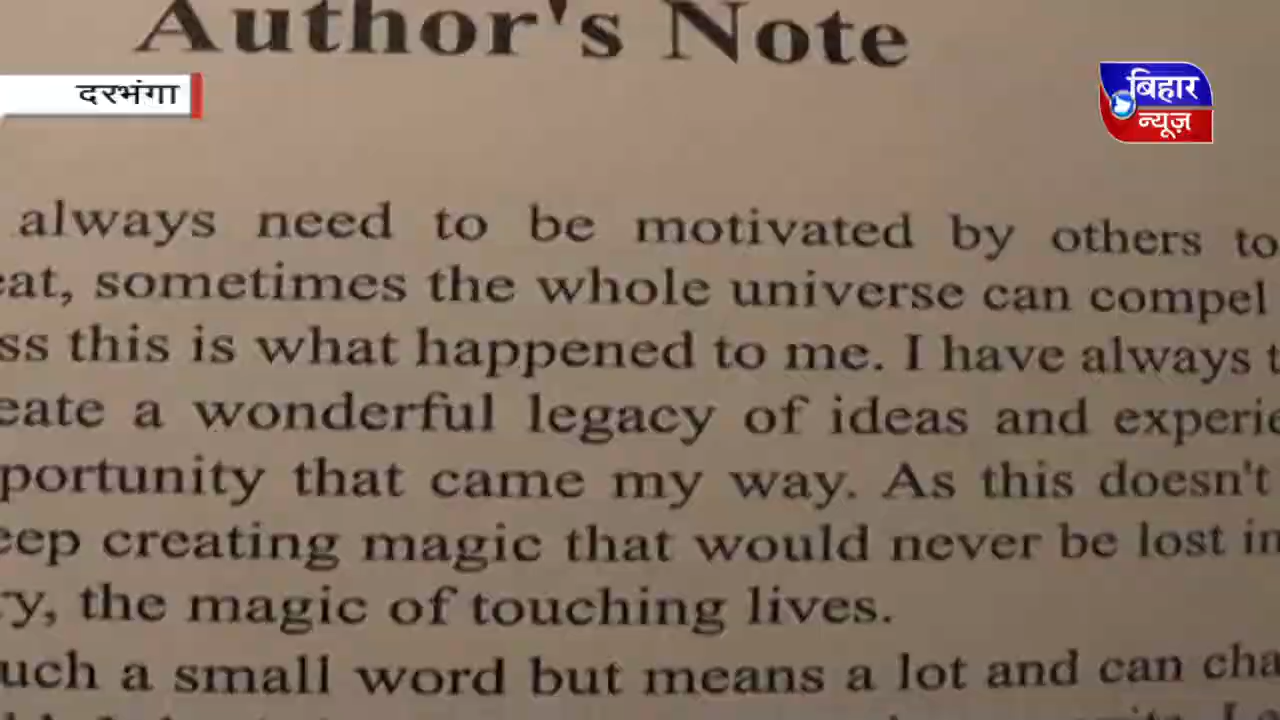 Author's Note
दरभंगा
बिहार
न्यूज़
always need to be motivated by others to
eat, sometimes the whole universe can compel
ss this is what happened to me. I have always t
eate a wonderful legacy of ideas and experie
portunity that came my way. As this doesn't
eep creating magic that would never be lost in
ry, the magic of touching lives.
uch a small word but means a lot and can cha